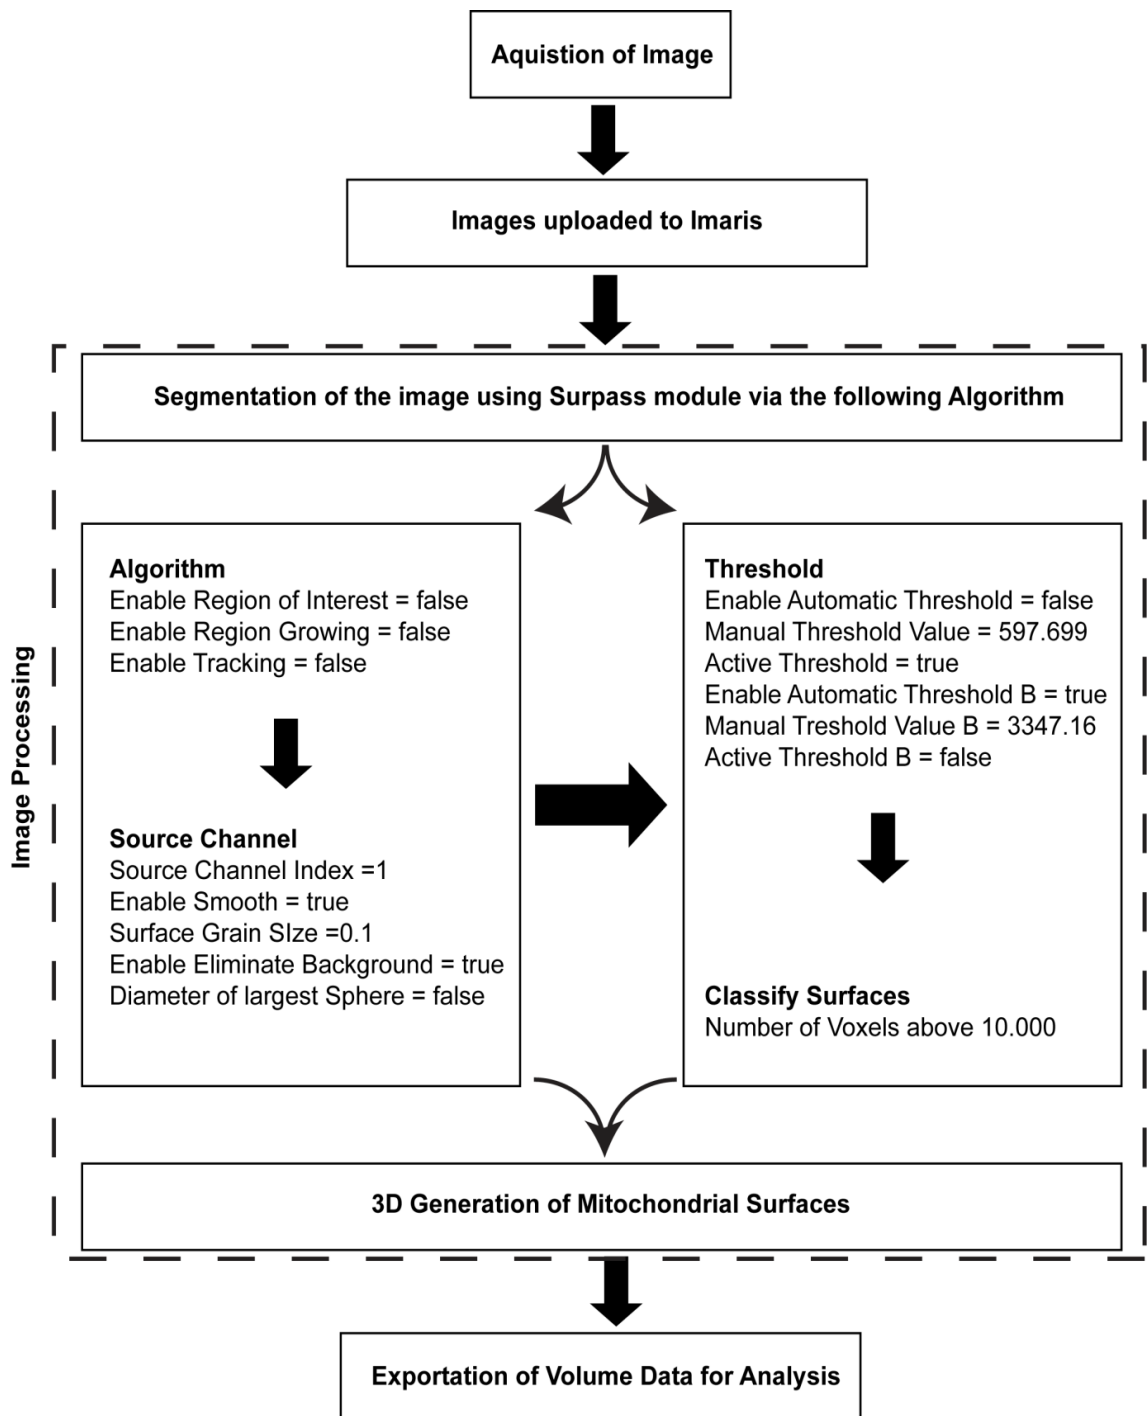 Aquistion of Image
Images uploaded to Imaris
Segmentation of the image using Surpass module via the following Algorithm
Image Processing
Algorithm
Enable Region of Interest = false
Enable Region Growing = false
Enable Tracking = false
Source Channel
Source Channel Index =1
Enable Smooth = true
Surface Grain SIze =0.1
Enable Eliminate Background = true
Diameter of largest Sphere = false
Threshold
Enable Automatic Threshold = false
Manual Threshold Value = 597.699
Active Threshold = true
Enable Automatic Threshold B = true
Manual Treshold Value B = 3347.16
Active Threshold B = false
Classify Surfaces
Number of Voxels above 10.000
3D Generation of Mitochondrial Surfaces
Exportation of Volume Data for Analysis